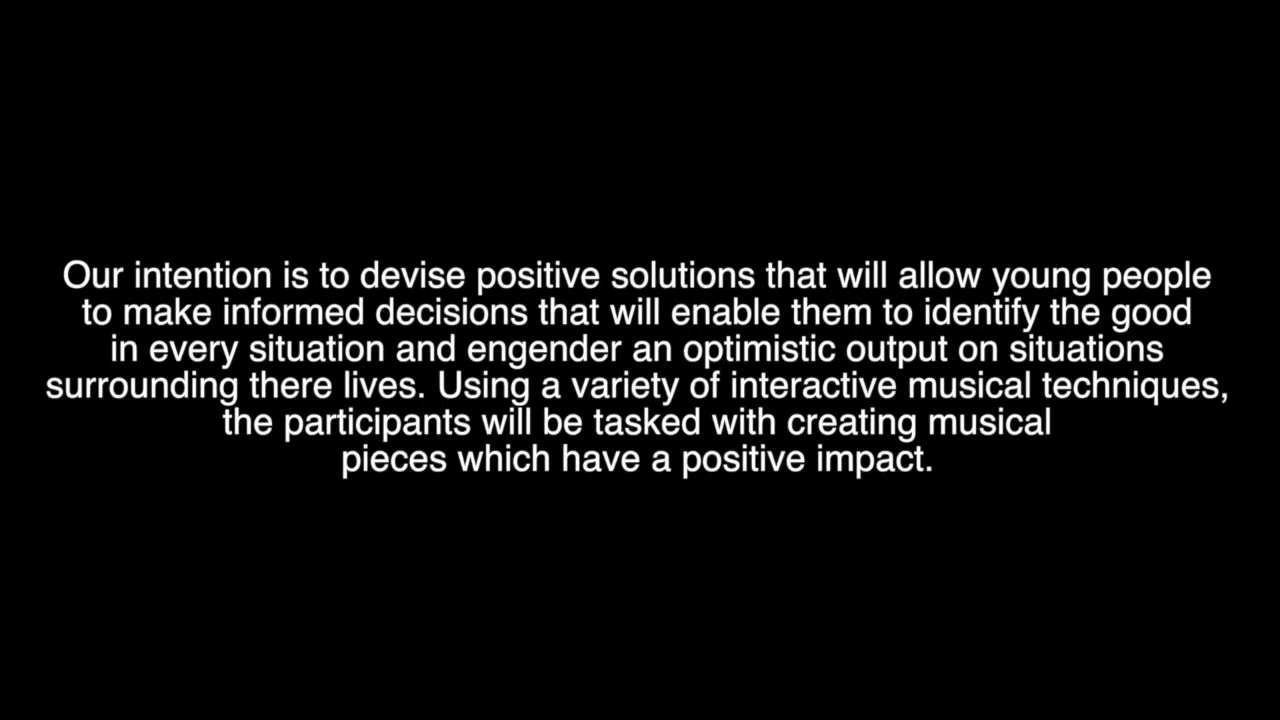 Our intention is to devise positive solutions that will allow young people
to make informed decisions that will enable them to identify the good
in every situation and engender an optimistic output on situations
surrounding there lives. Using a variety of interactive musical techniques,
the participants will be tasked with creating musical
pieces which have a positive impact.